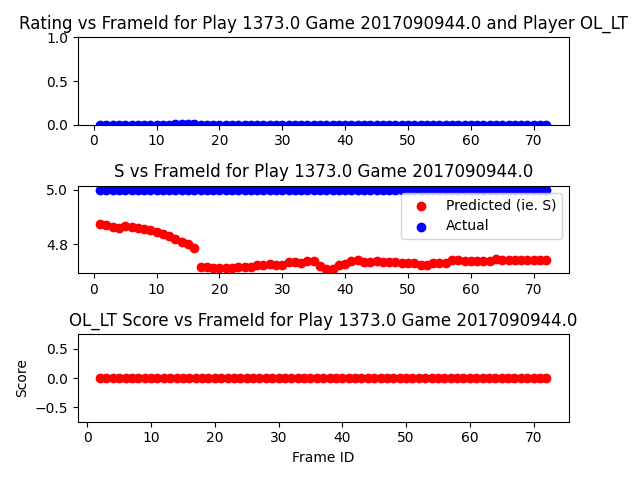 Rating vs FrameId for Play 1373.0 Game 2017090944.0 and Player OL_LT
1.0
0.5
0.0
0 10 20 30 40 50 60 70
S vs FrameId for Play 1373.0 Game 2017090944.0
5.0
4.8
Predicted (ie. S)
Actual
0 10 20 30 40 50 60 70
OL_LT Score vs FrameId for Play 1373.0 Game 2017090944.0
Score
0.5
0.0
−0.5
0 10 20 30 40 50 60 70
Frame ID